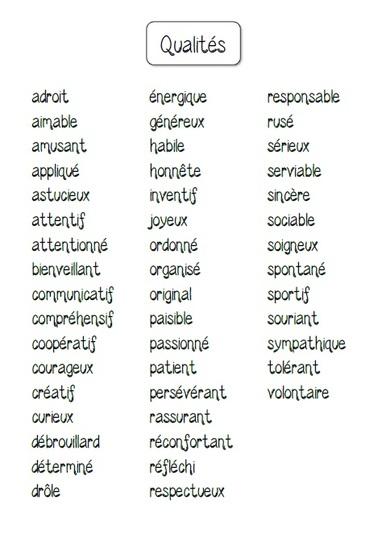 Qualités
adroit
aimable
amusant
appliqué
astucieux
attentif
attentionné
bienveillant
communicatif
compréhensif
coopératif
courageux
créatif
curieux
débrouillard
déterminé
drôle
énergique
généreux
habile
honnête
inventif
joyeux
ordonné
organisé
original
paisible
passionné
patient
persévérant
rassurant
réconfortant
réfléchi
respectueux
responsable
rusé
sérieux
serviable
sincère
sociable
soigneux
spontané
sportif
souriant
sympathique
tolérant
volontaire